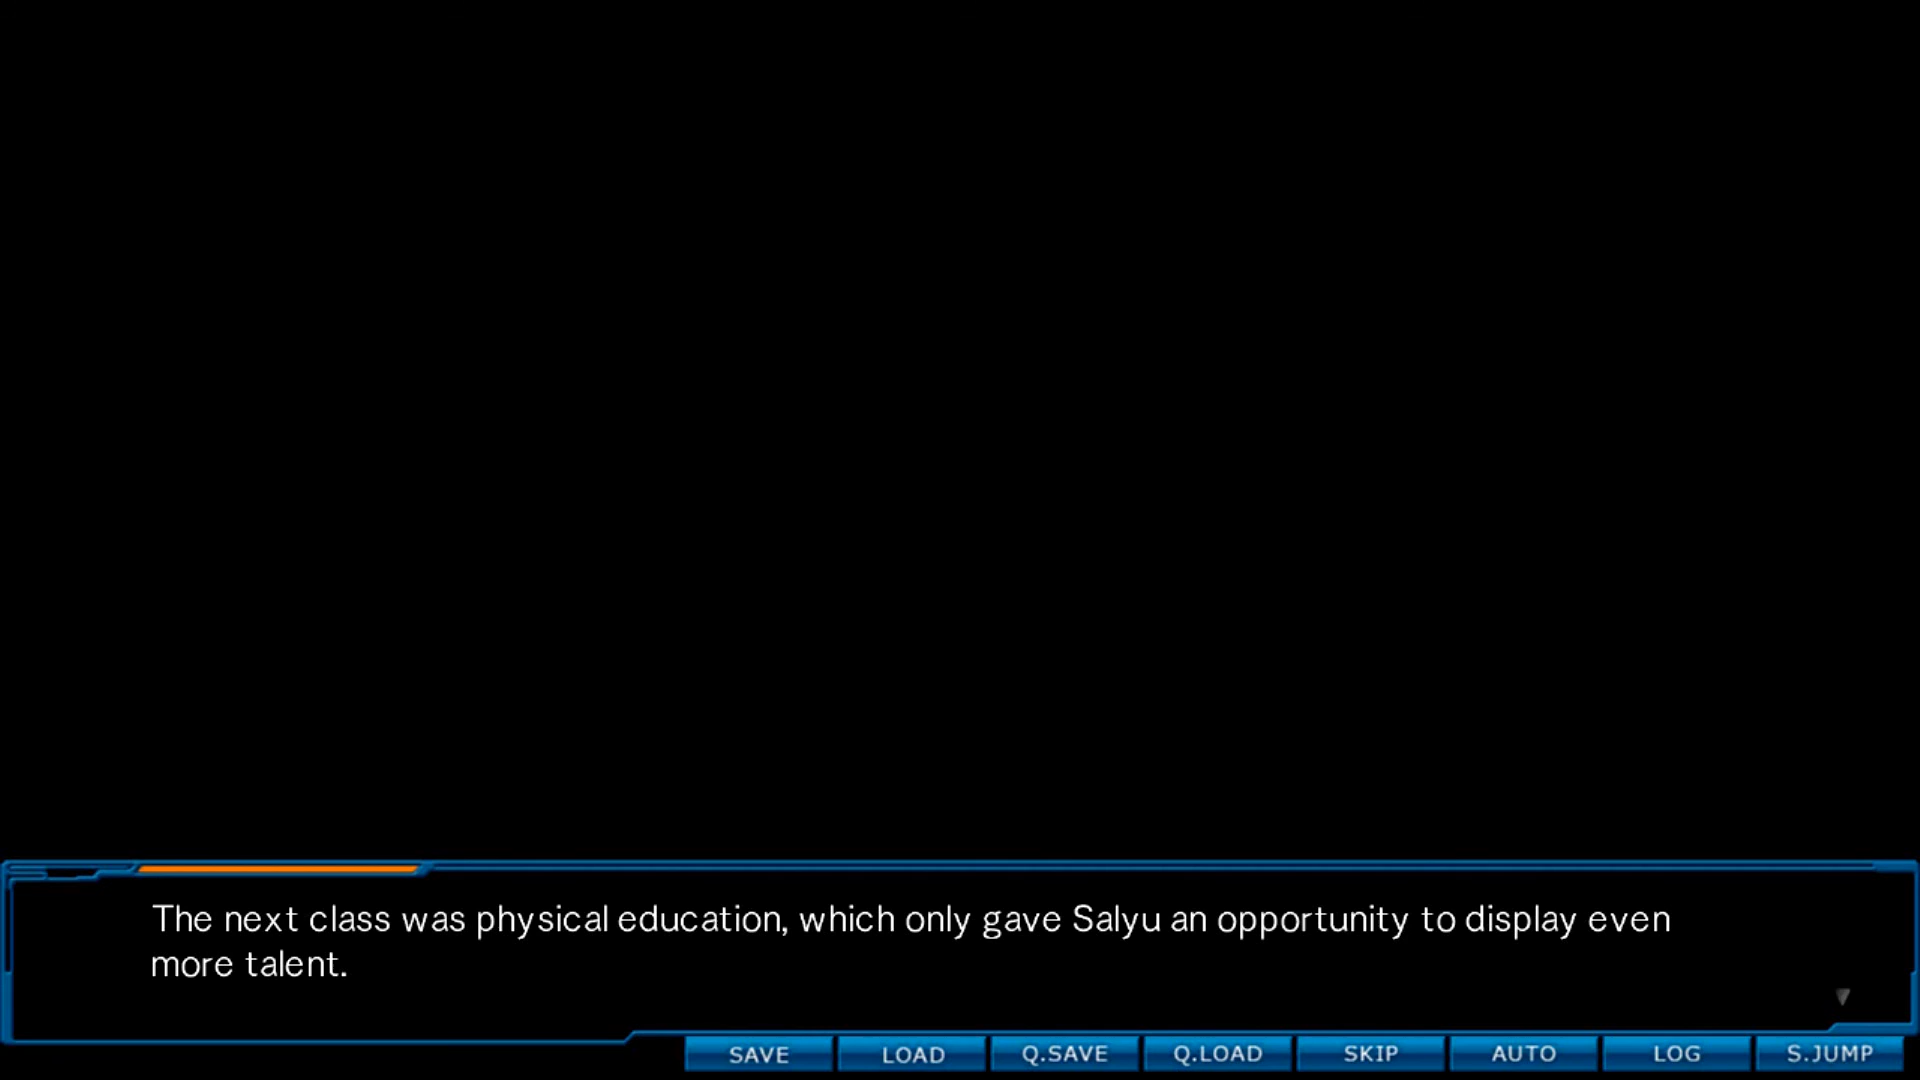 The next class was physical education, which only gave Salyu an opportunity to display even
more talent.
SAVE LOAD Q.SAVE Q.LOAD SKIP AUTO LOG S.JUMP